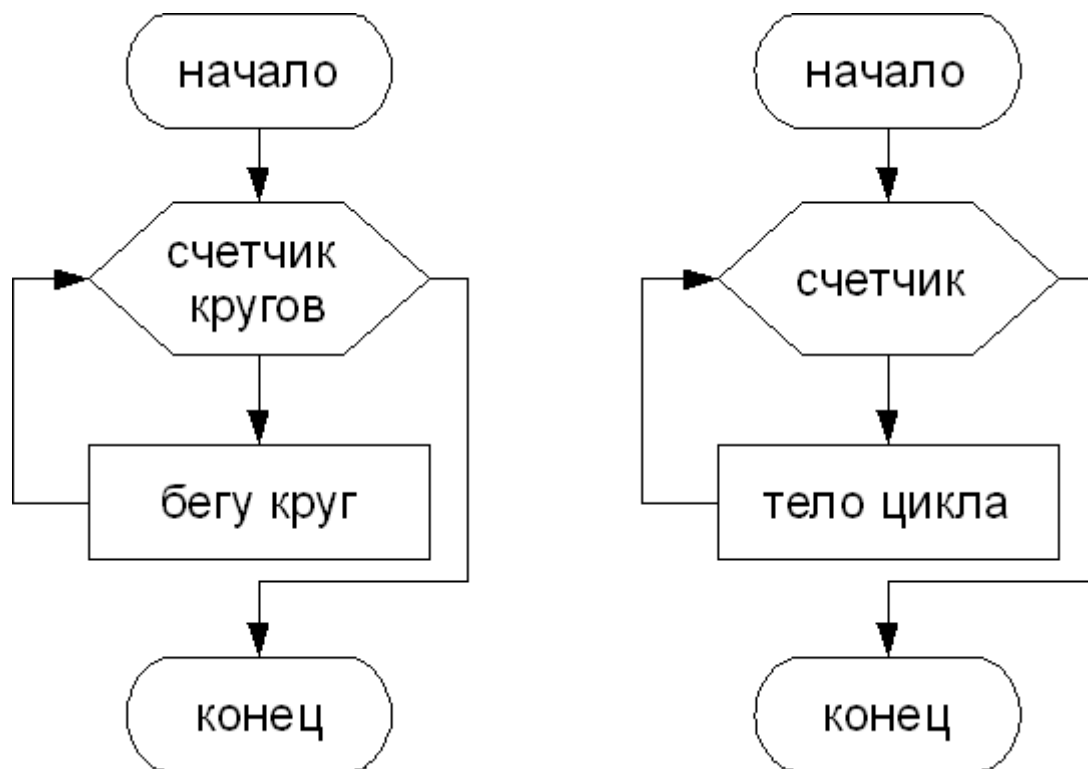 начало
счетчик
кругов
бегу круг
конец
начало
счетчик
тело цикла
конец